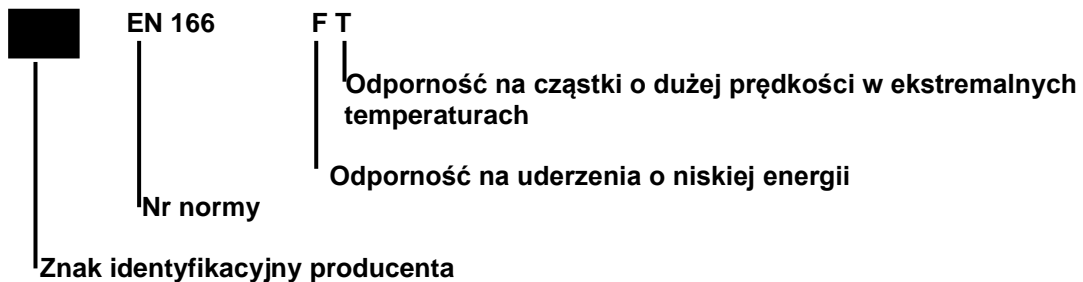 EN 166 F T
Odporność na cząstki o dużej prędkości w ekstremalnych
temperaturach
Odporność na uderzenia o niskiej energii
Nr normy
Znak identyfikacyjny producenta